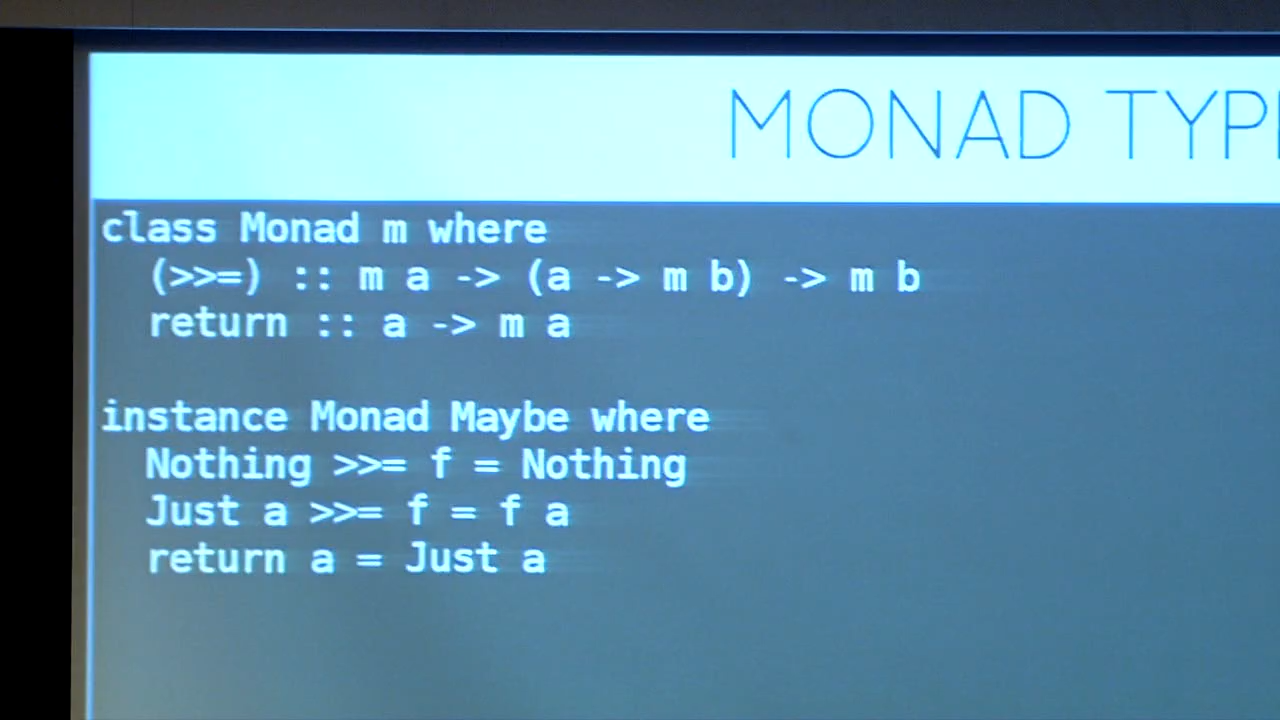 MONAD TYP
class Monad m where
  (>>=) :: m a -> (a -> m b) -> m b
  return :: a -> m a
instance Monad Maybe where
  Nothing >>= f = Nothing
  Just a >>= f = f a
  return a = Just a